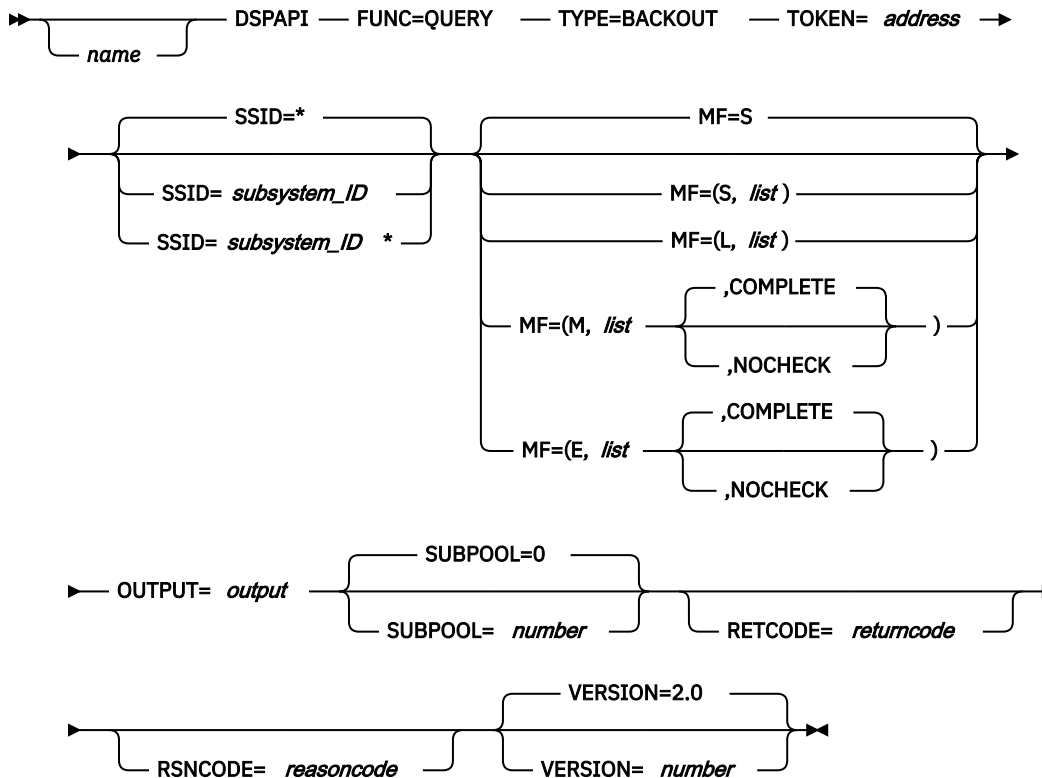 DSPAPI FUNC=QUERY TYPE=BACKOUT TOKEN= address
name
SSID=* MF=S
SSID= subsystem_ID MF=(S, list )
SSID= subsystem_ID * MF=(L, list )
,COMPLETE
MF=(M, list )
,NOCHECK
,COMPLETE
MF=(E, list )
,NOCHECK
SUBPOOL=0
OUTPUT= output
SUBPOOL= number RETCODE= returncode
VERSION=2.0
RSNCODE= reasoncode VERSION= number